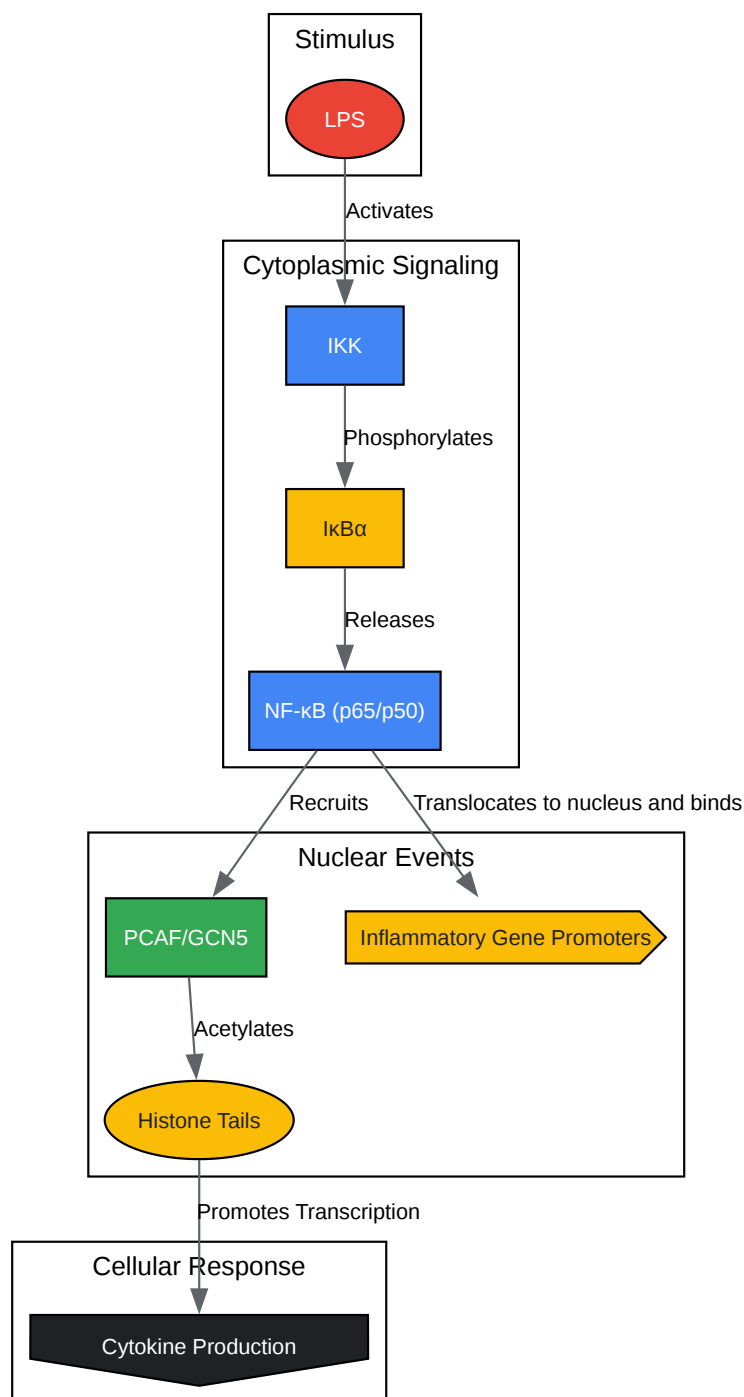 Stimulus
LPS
Activates
Cytoplasmic Signaling
IKK
Phosphorylates
IκBα
Releases
NF-κB (p65/p50)
Recruits
Translocates to nucleus and binds
Nuclear Events
PCAF/GCN5
Inflammatory Gene Promoters
Acetylates
Histone Tails
Promotes Transcription
Cellular Response
Cytokine Production